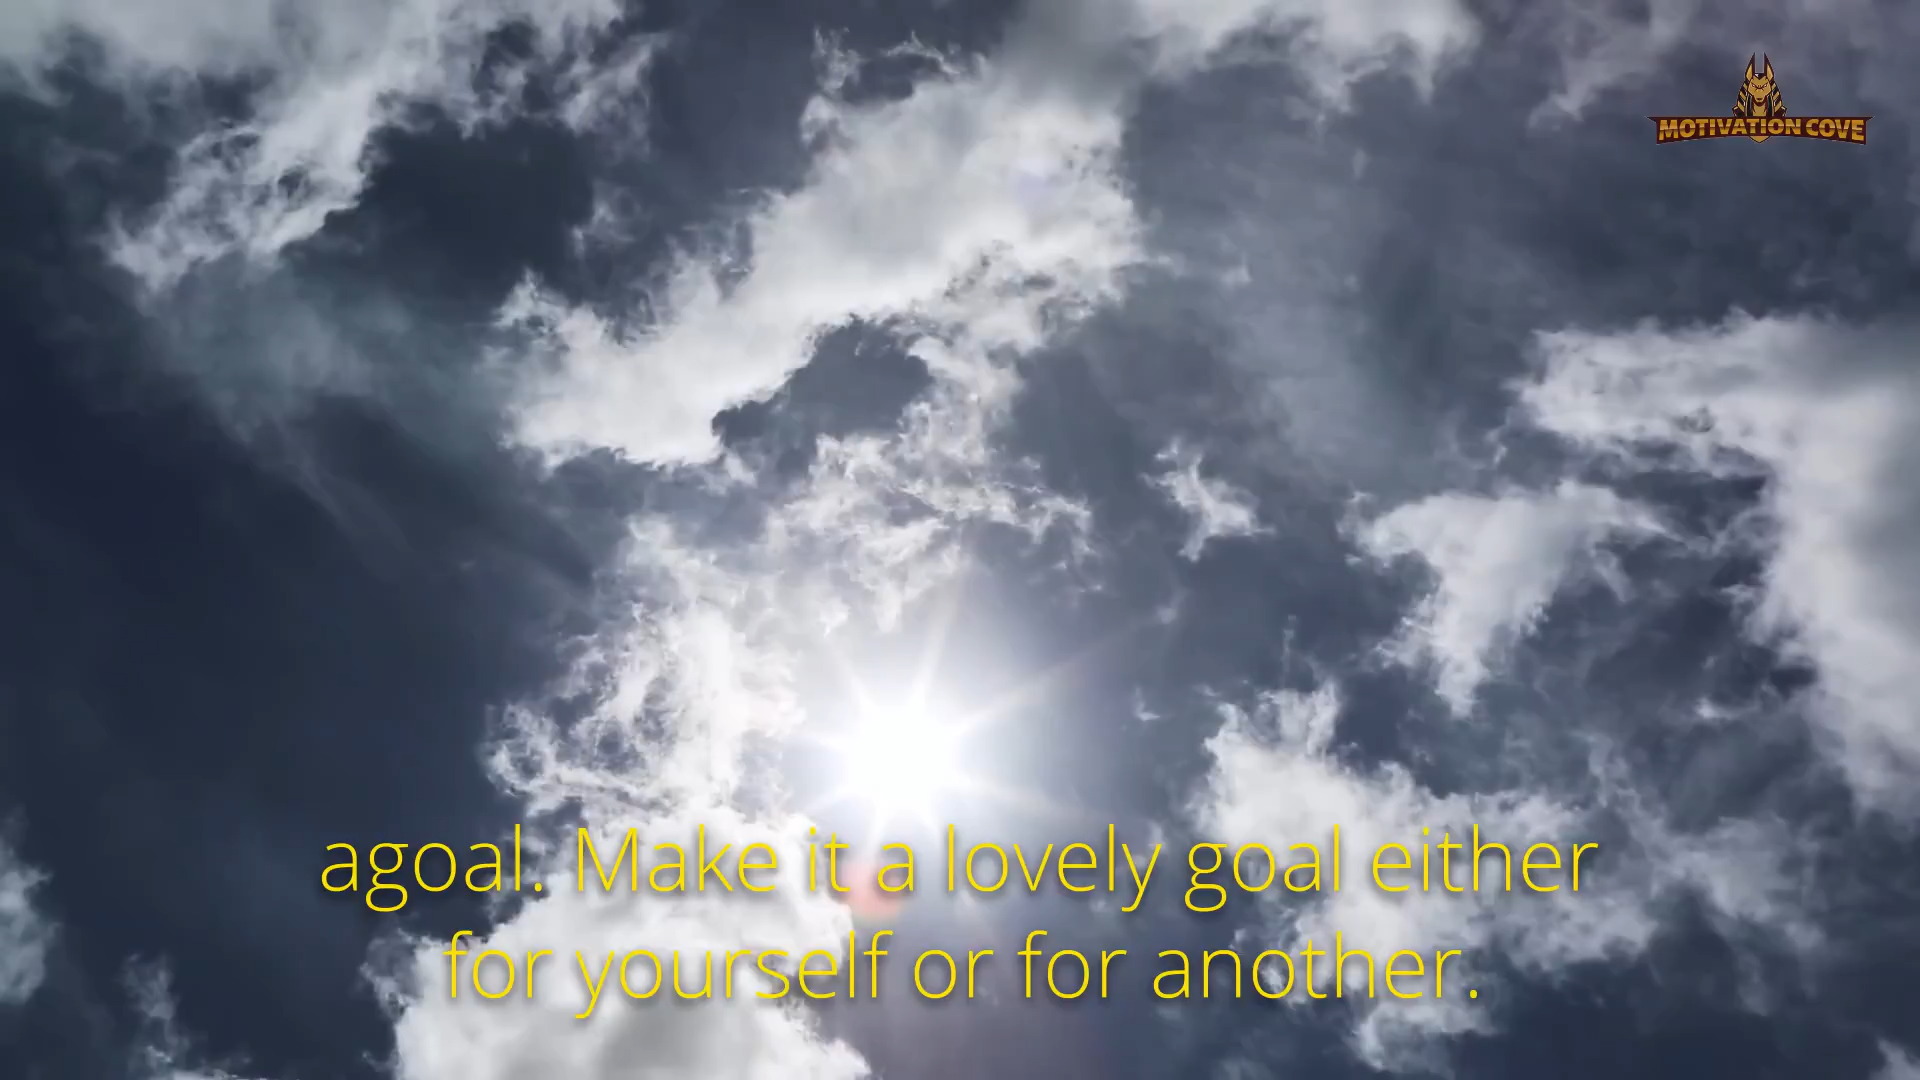 MOTIVATION COVE
agoal. Make it a lovely goal either
for yourself or for another.